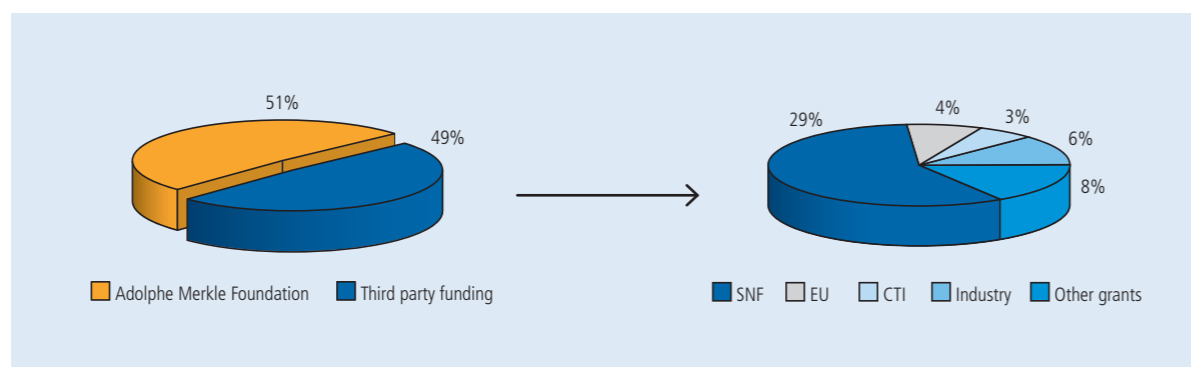 51%
49%
Adolphe Merkle Foundation
Third party funding
29%
4%
3%
6%
8%
SNF
EU
CTI
Industry
Other grants